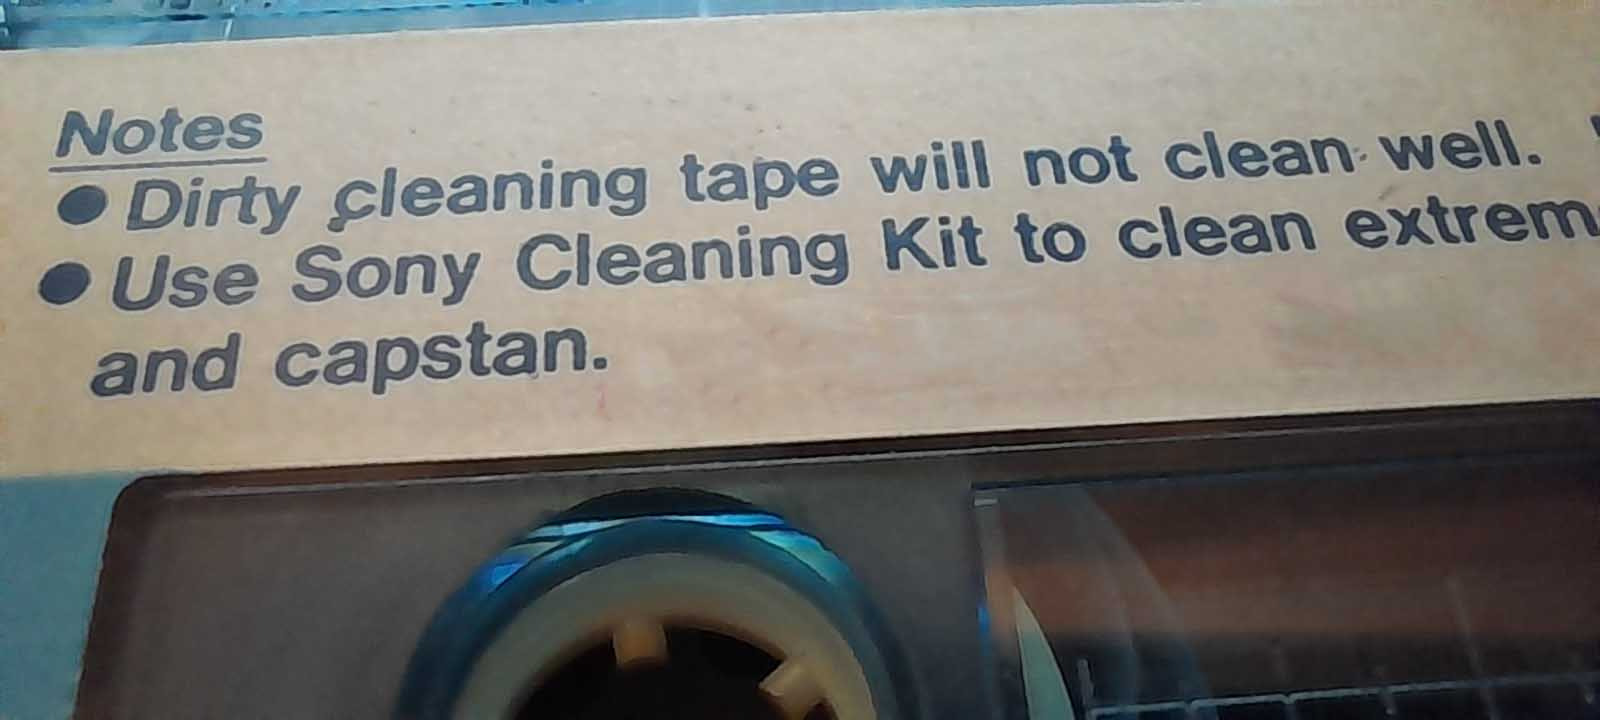 Notes
● Dirty cleaning tape will not clean well.
● Use Sony Cleaning Kit to clean extrem
and capstan.